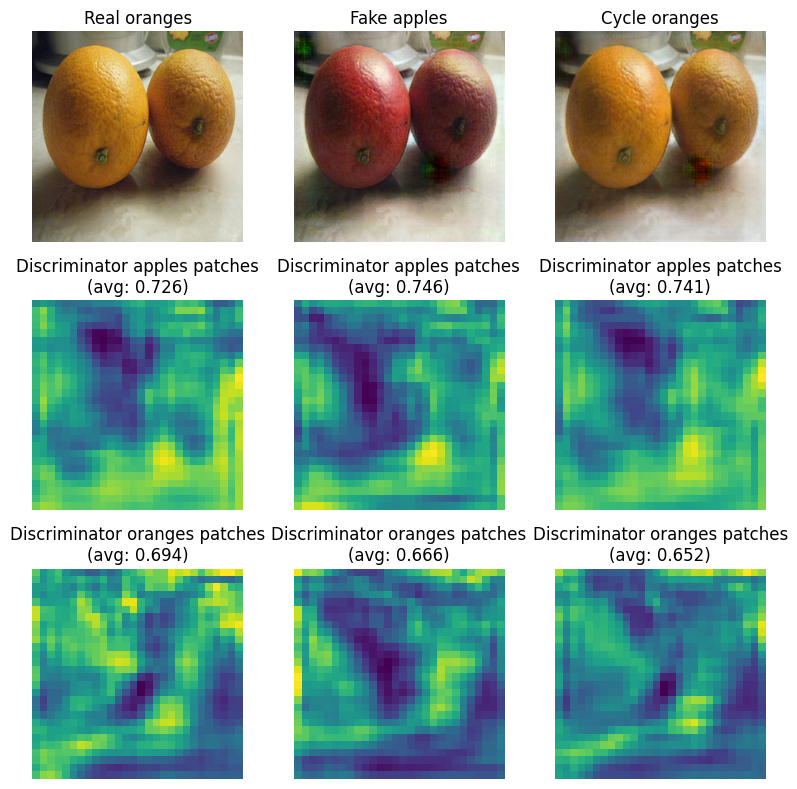 Real oranges
Fake apples
Cycle oranges
Discriminator apples patches
(avg: 0.726)
Discriminator apples patches
(avg: 0.746)
Discriminator apples patches
(avg: 0.741)
Discriminator oranges patches
(avg: 0.694)
Discriminator oranges patches
(avg: 0.666)
Discriminator oranges patches
(avg: 0.652)